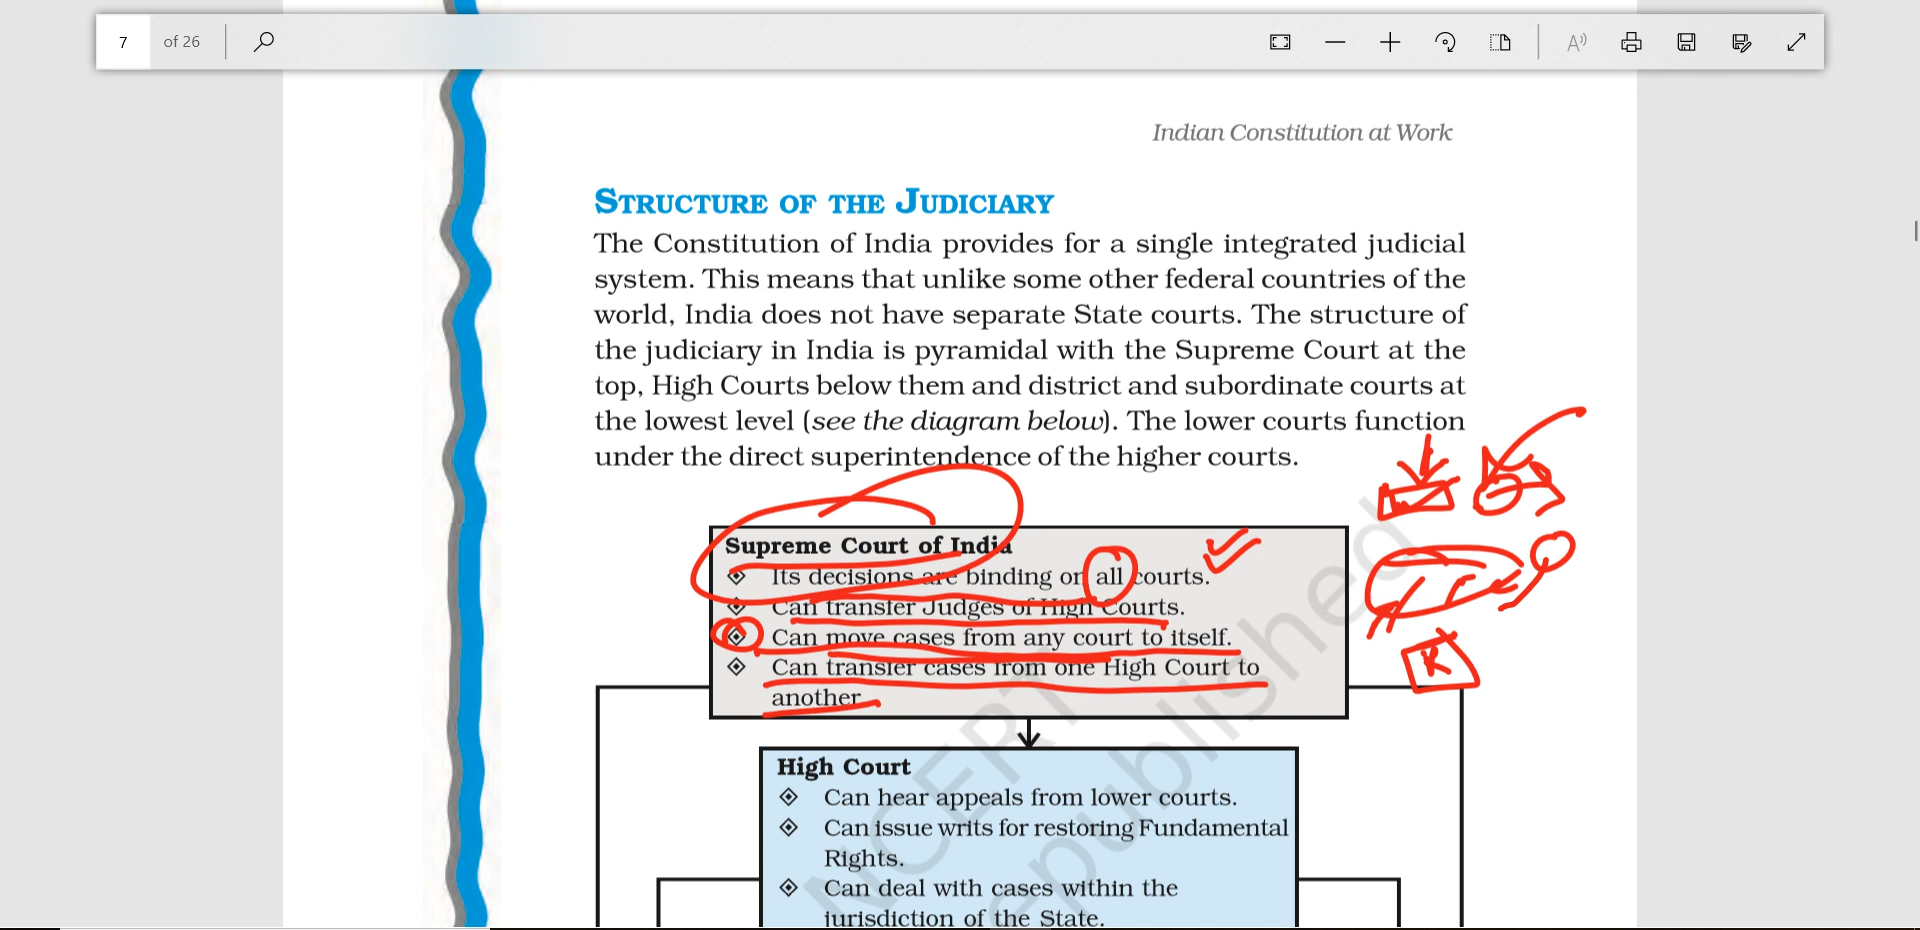 7 of 26
Indian Constitution at Work
STRUCTURE OF THE JUDICIARY
The Constitution of India provides for a single integrated judicial
system. This means that unlike some other federal countries of the
world, India does not have separate State courts. The structure of
the judiciary in India is pyramidal with the Supreme Court at the
top, High Courts below them and district and subordinate courts at
the lowest level (see the diagram below). The lower courts function
under the direct superintendence of the higher courts.
Supreme Court of India
Its decisions are binding on all courts.
Can transfer Judges of High Courts.
Can move cases from any court to itself.
Can transfer cases from one High Court to
another
K
High Court
Can hear appeals from lower courts.
Can issue writs for restoring Fundamental
Rights.
Can deal with cases within the
jurisdiction of the State.
NCERT
republished